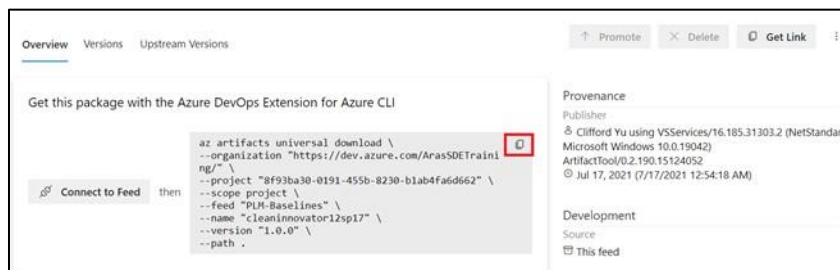 Overview Versions Upstream Versions
Promote Delete Get Link
Get this package with the Azure DevOps Extension for Azure CLI
Connect to Feed then
az artifacts universal download \
--organization "https://dev.azure.com/ArasSDETraini
ng/" \
--project "8f93ba30-0191-455b-8230-b1ab4fa6d662" \
--scope project \
--feed "PLM-Baselines" \
--name "cleaninnovator12sp17" \
--version "1.0.0" \
--path .
Provenance
Publisher
Clifford Yu using VSServices/16.185.31303.2 (NetStandar
Microsoft Windows 10.0.19042)
ArtifactTool/0.2.190.15124052
Jul 17, 2021 (7/17/2021 12:54:18 AM)
Development
Source
This feed